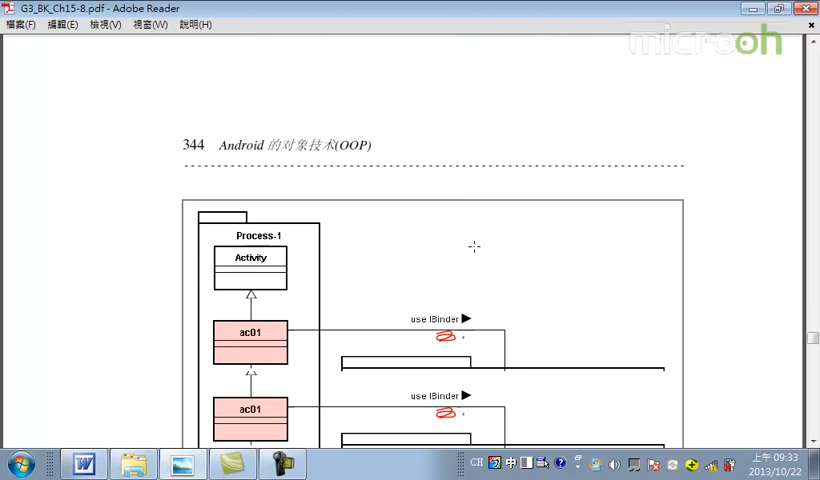 G3_BK_Ch15-8.pdf - Adobe Reader
檔案(F) 編輯(E) 檢視(V) 視窗(W) 說明(H)
microoh
344 Android 的对象技术(OOP)
Process-1
Activity
use IBinder
ac01
use IBinder
ac01
CH 中
上午 09:33
2013/10/22